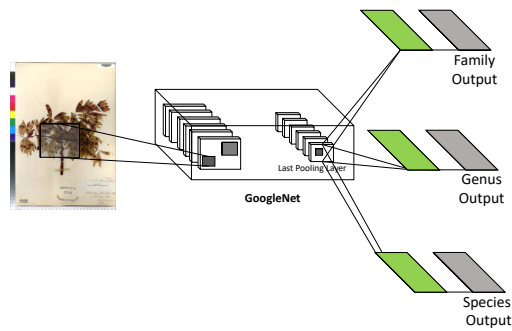 Family
Output
Last Pooling Layer
GoogleNet
Genus
Output
Species
Output